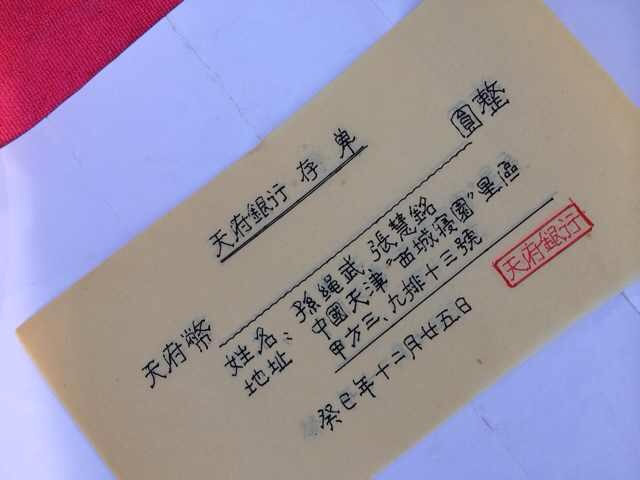 天府銀行 存单
天府幣 圓整
姓名: 孫繩武 張慧銘
地址 中國天津"西城寢園"里區
甲方三、九排十三號
天府銀行
癸巳年十二月廿五日